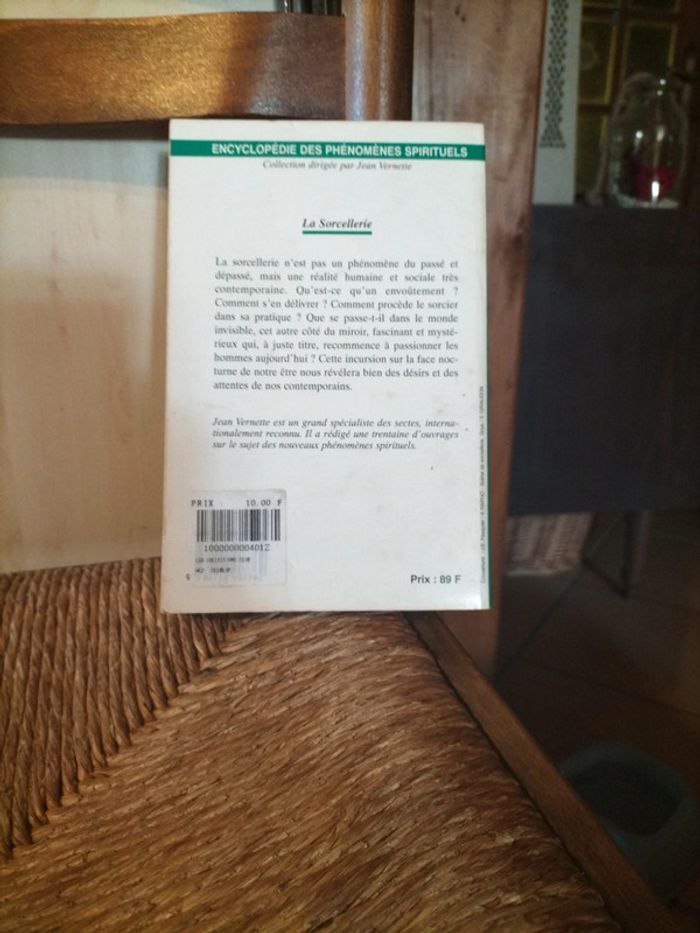 ENCYCLOPÉDIE DES PHÉNOMÈNES SPIRITUELS
Collection dirigée par Jean Vernette
La Sorcellerie
La sorcellerie n'est pas un phénomène du passé et
dépassé, mais une réalité humaine et sociale très
contemporaine. Qu'est-ce qu'un envoûtement ?
Comment s'en délivrer ? Comment procède le sorcier
dans sa pratique ? Que se passe-t-il dans le monde
invisible, cet autre côté du miroir, fascinant et mysté-
rieux qui, à juste titre, recommence à passionner les
hommes aujourd'hui ? Cette incursion sur la face noc-
turne de notre être nous révélera bien des désirs et des
attentes de nos contemporains.
Jean Vernette est un grand spécialiste des sectes, interna-
tionalement reconnu. Il a rédigé une trentaine d'ouvrages
sur le sujet des nouveaux phénomènes spirituels.
PRIX 10.00 F
Prix : 89 F